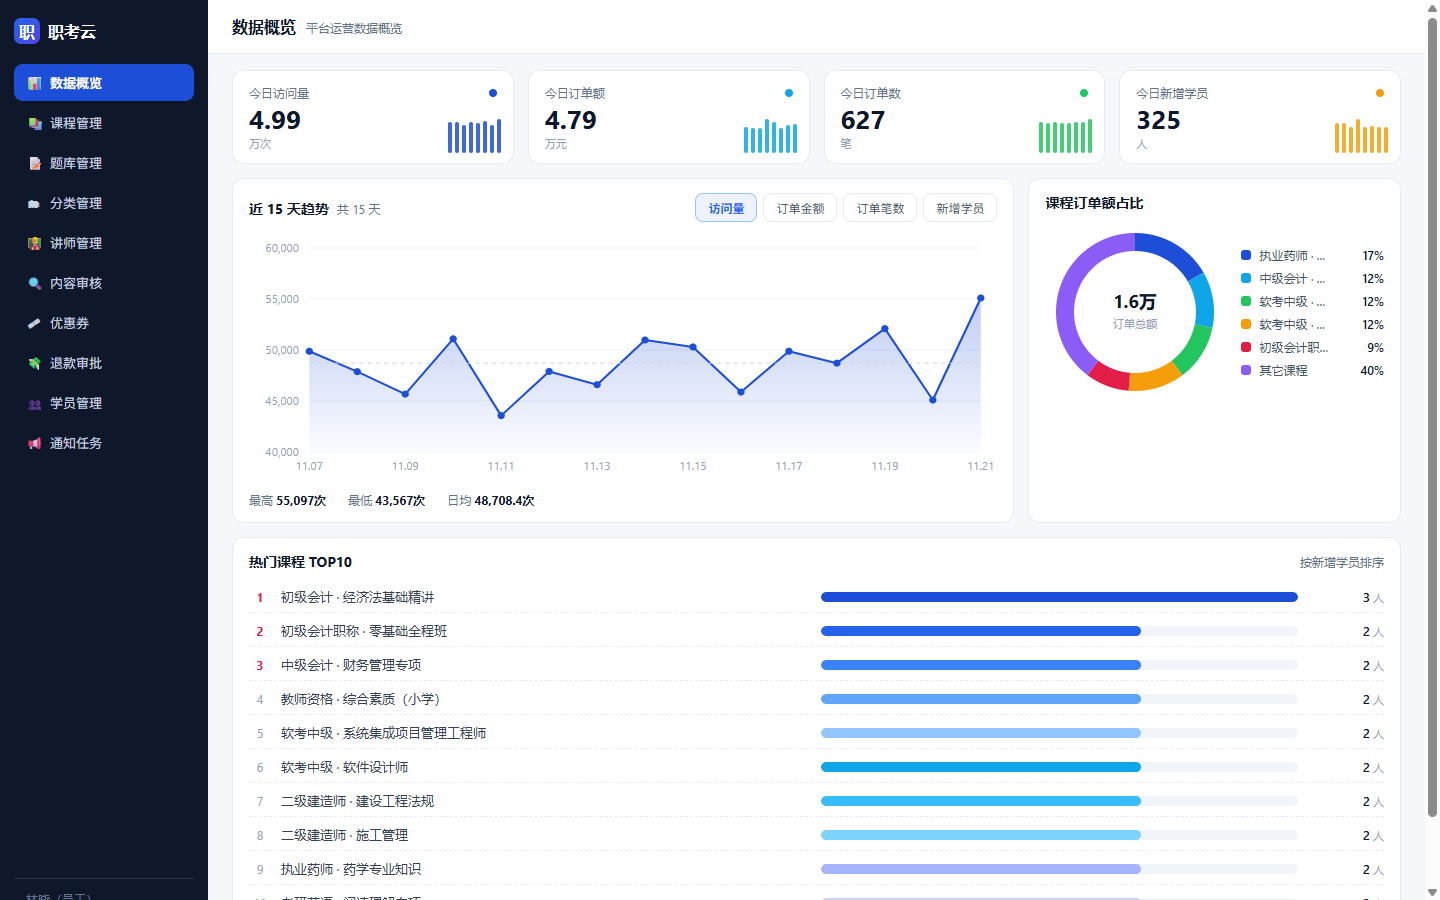 职 职考云
数据概览
课程管理
题库管理
分类管理
讲师管理
内容审核
优惠券
退款审批
学员管理
通知任务
数据概览 平台运营数据概览
今日访问量
4.99
万次
今日订单额
4.79
万元
今日订单数
627
笔
今日新增学员
325
人
近 15 天趋势 共 15 天
访问量 订单金额 订单笔数 新增学员
60,000
55,000
50,000
45,000
40,000
11.07 11.09 11.11 11.13 11.15 11.17 11.19 11.21
最高 55,097次 最低 43,567次 日均 48,708.4次
课程订单额占比
1.6万
订单总额
执业药师 · ... 17%
中级会计 · ... 12%
软考中级 · ... 12%
软考中级 · ... 12%
初级会计职... 9%
其它课程 40%
热门课程 TOP10 按新增学员排序
1 初级会计 · 经济法基础精讲 3 人
2 初级会计职称 · 零基础全程班 2 人
3 中级会计 · 财务管理专项 2 人
4 教师资格 · 综合素质（小学） 2 人
5 软考中级 · 系统集成项目管理工程师 2 人
6 软考中级 · 软件设计师 2 人
7 二级建造师 · 建设工程法规 2 人
8 二级建造师 · 施工管理 2 人
9 执业药师 · 药学专业知识 2 人